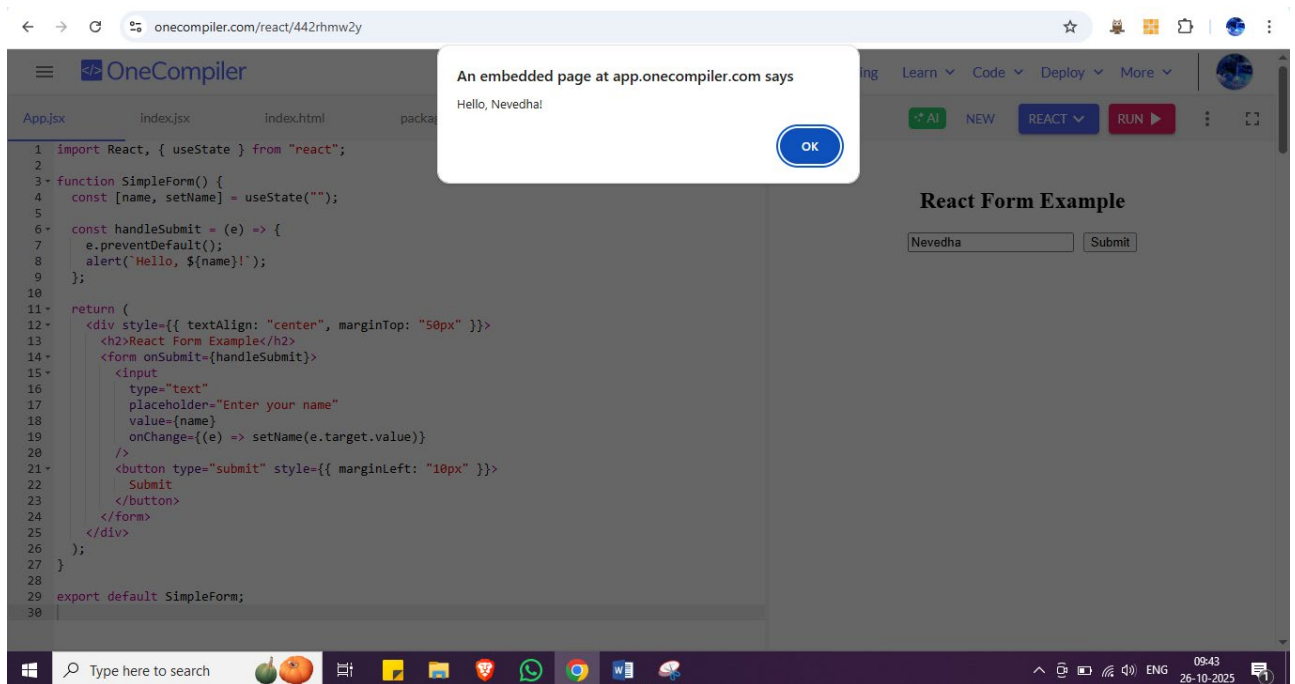 onecompiler.com/react/442rhmw2y
OneCompiler
ing Learn Code Deploy More
An embedded page at app.onecompiler.com says
Hello, Nevedha!
OK
App.jsx index.jsx index.html packag
AI NEW REACT RUN
1 import React, { useState } from "react";
2
3 function SimpleForm() {
4 const [name, setName] = useState("");
5
6 const handleSubmit = (e) => {
7 e.preventDefault();
8 alert(`Hello, ${name}!`);
9 };
10
11 return (
12 <div style={{ textAlign: "center", marginTop: "50px" }}>
13 <h2>React Form Example</h2>
14 <form onSubmit={handleSubmit}>
15 <input
16 type="text"
17 placeholder="Enter your name"
18 value={name}
19 onChange={(e) => setName(e.target.value)}
20 />
21 <button type="submit" style={{ marginLeft: "10px" }}>
22 Submit
23 </button>
24 </form>
25 </div>
26 );
27 }
28
29 export default SimpleForm;
30
React Form Example
Nevedha Submit
Type here to search
ENG
09:43
26-10-2025
1